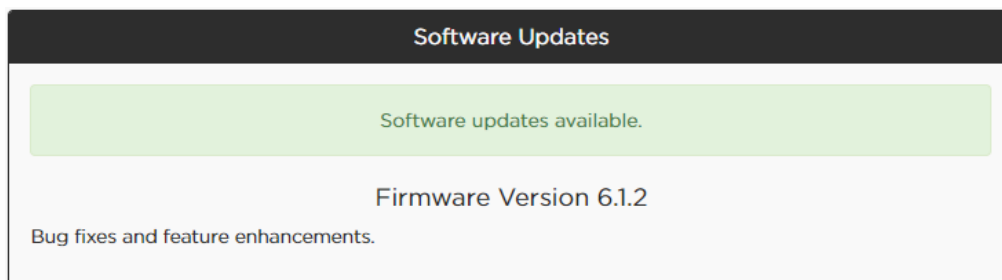 Software Updates
Software updates available.
Firmware Version 6.1.2
Bug fixes and feature enhancements.